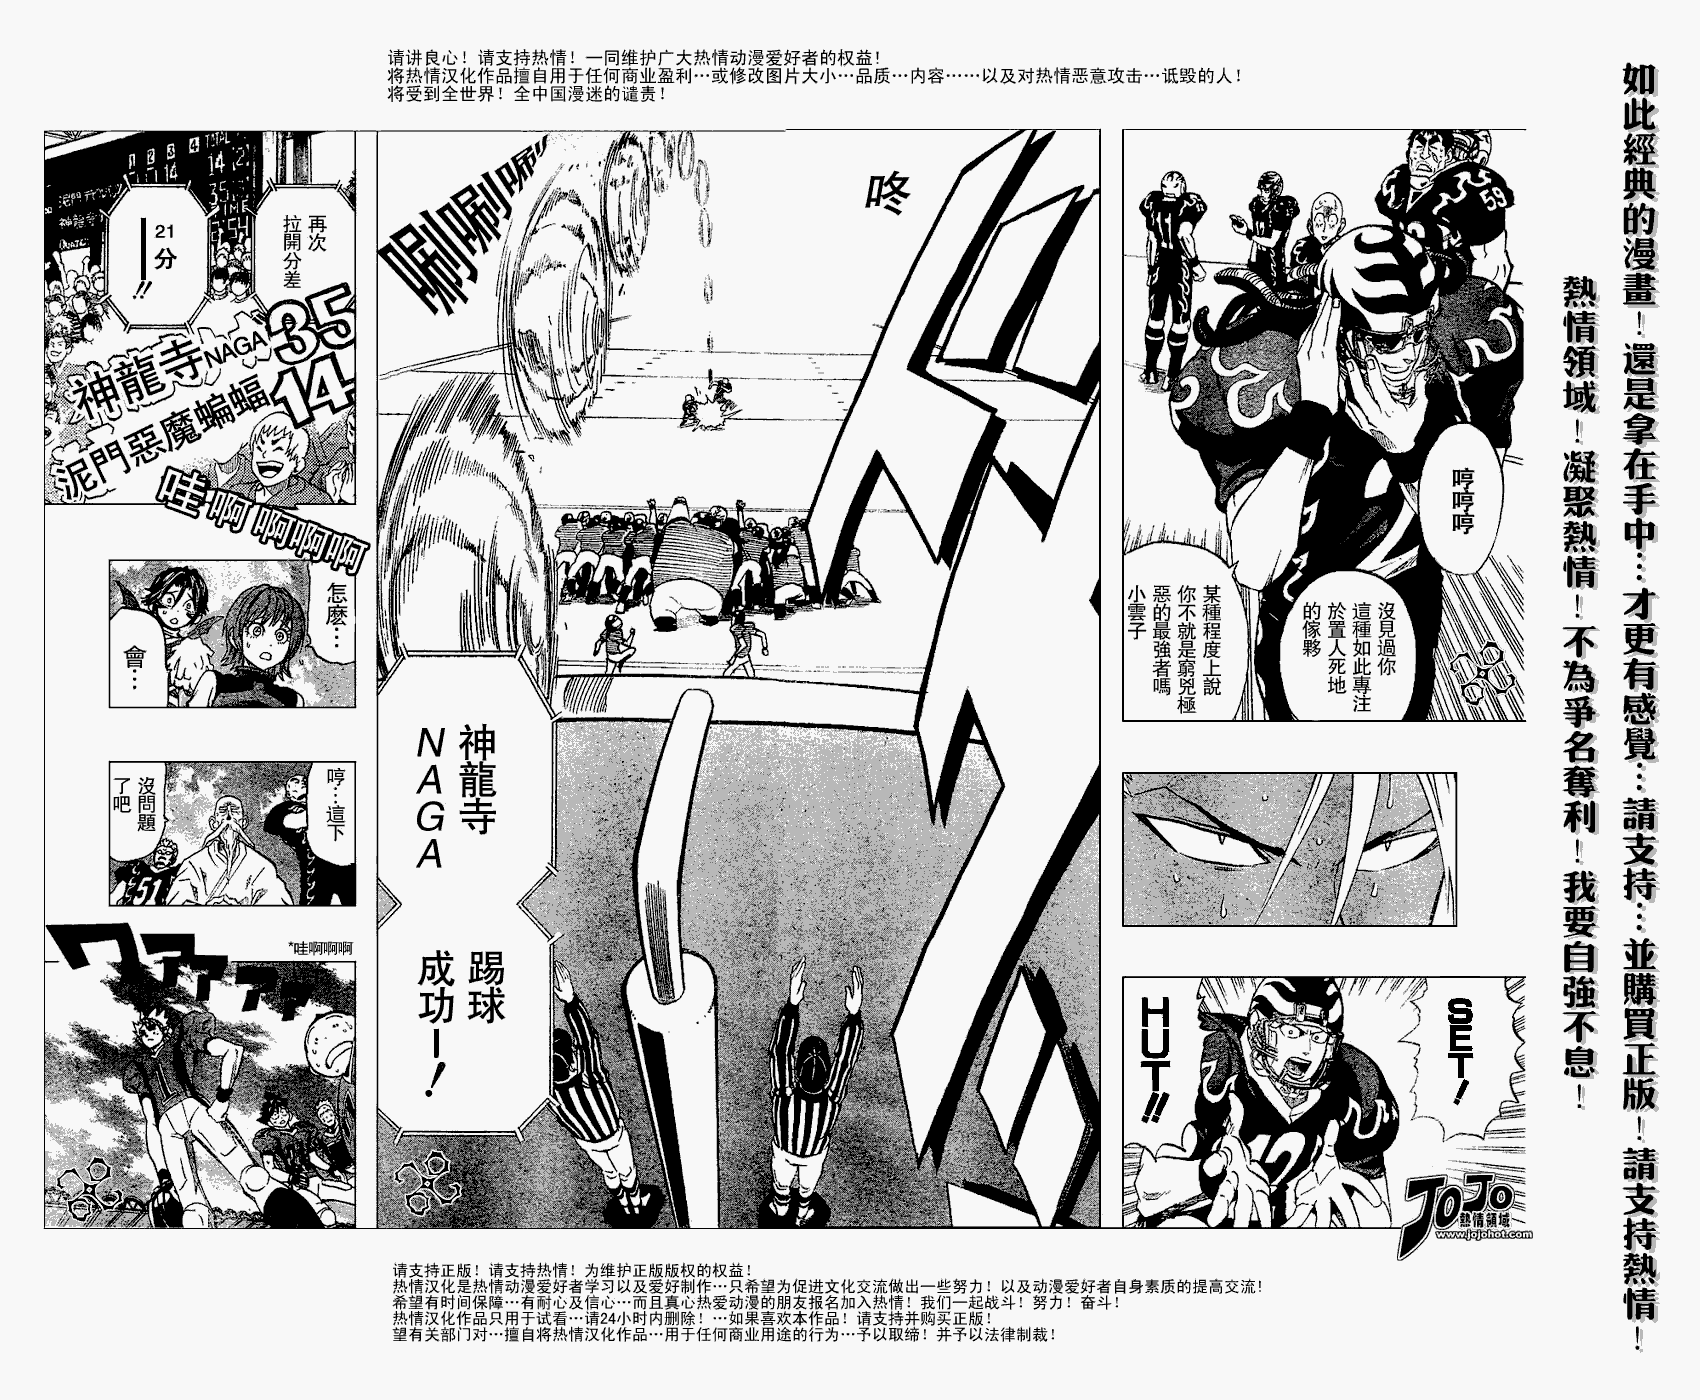 请讲良心！请支持热情！一同维护广大热情动漫爱好者的权益！
将热情汉化作品擅自用于任何商业盈利…或修改图片大小…品质…内容……以及对热情恶意攻击…诋毁的人！
将受到全世界！全中国漫迷的谴责！
如此經典的漫畫！還是拿在手中…才更有感覺…請支持…並購買正版！請支持熱情！
熱情領域！凝聚熱情！不為爭名奪利！我要自強不息！
59
哼哼哼
沒見過你
這種如此專注
於置人死地
的傢夥
某種程度上說
你不就是窮兇極
惡的最強者嗎
小雲子
SET！
HUT!!
12
JOJO
熱情領域
www.jojohot.com
咚
唰唰唰
神龍寺
NAGA
踢球
成功ー！
1 2 3 4
14
35
再次
拉開分差
21
分
ー!!
神龍寺NAGA 35
泥門惡魔蝙蝠 14
哇啊啊啊啊
怎麼…
會…
哼…這下
沒問題
了吧
51
*哇啊啊啊
ワアアアア
请支持正版！请支持热情！为维护正版版权的权益！
热情汉化是热情动漫爱好者学习以及爱好制作…只希望为促进文化交流做出一些努力！以及动漫爱好者自身素质的提高交流！
希望有时间保障…有耐心及信心…而且真心热爱动漫的朋友报名加入热情！我们一起战斗！努力！奋斗！
热情汉化作品只用于试看…请24小时内删除！…如果喜欢本作品！请支持并购买正版！
望有关部门对…擅自将热情汉化作品…用于任何商业用途的行为…予以取缔！并予以法律制裁！